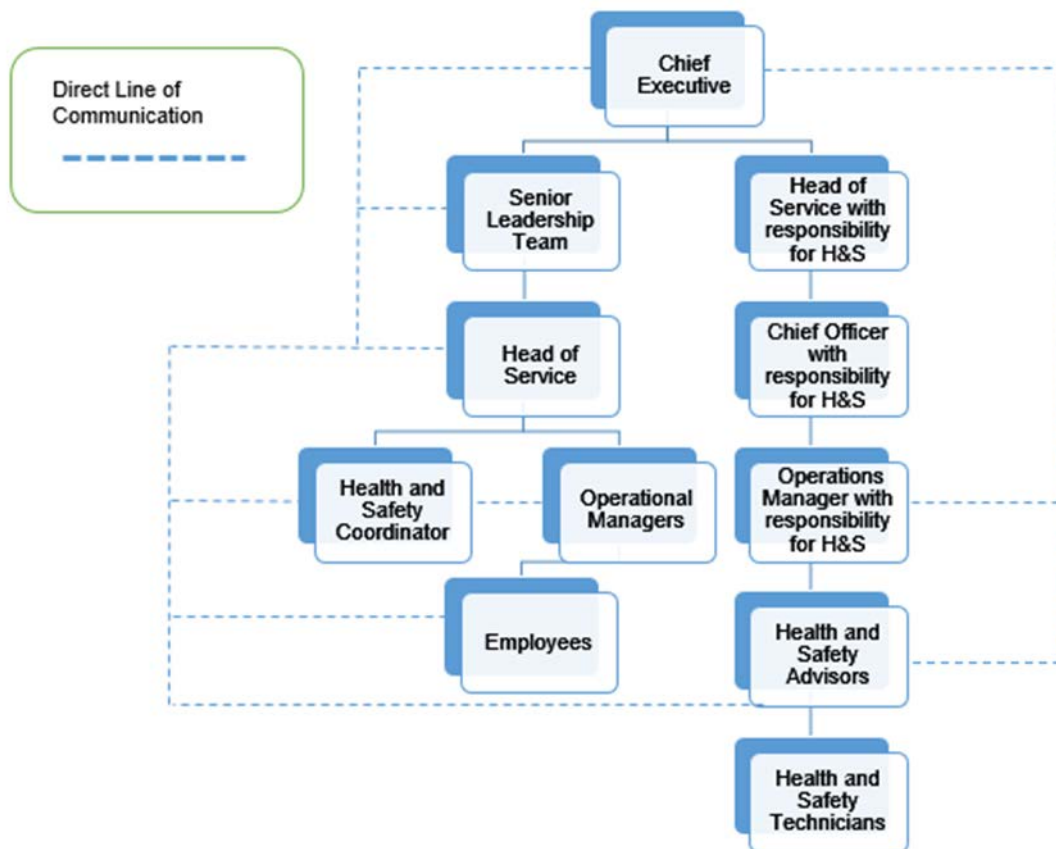 Direct Line of
Communication
Chief
Executive
Senior
Leadership
Team
Head of
Service with
responsibility
for H&S
Head of
Service
Chief Officer
with
responsibility
for H&S
Health and
Safety
Coordinator
Operational
Managers
Operations
Manager with
responsibility
for H&S
Employees
Health and
Safety
Advisors
Health and
Safety
Technicians